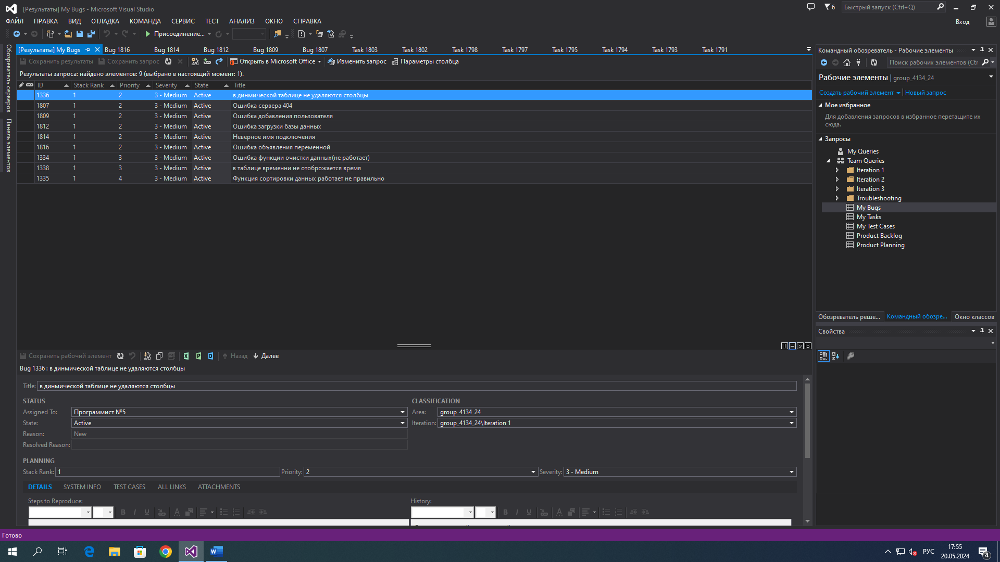 [Результаты] My Bugs - Microsoft Visual Studio
6
Быстрый запуск (Ctrl+Q)
ФАЙЛ ПРАВКА ВИД ОТЛАДКА КОМАНДА СЕРВИС ТЕСТ АНАЛИЗ ОКНО СПРАВКА
Вход
Присоединение...
Обозреватель серверов
Панель элементов
[Результаты] My Bugs Bug 1816 Bug 1814 Bug 1812 Bug 1809 Bug 1807 Task 1803 Task 1802 Task 1798 Task 1797 Task 1795 Task 1794 Task 1793 Task 1791
Сохранить результаты Сохранить запрос Открыть в Microsoft Office Изменить запрос Параметры столбца
Результаты запроса: найдено элементов: 9 (выбрано в настоящий момент: 1).
ID Stack Rank Priority Severity State Title
1336 1 2 3 - Medium Active в динмической таблице не удаляются столбцы
1807 1 2 3 - Medium Active Ошибка сервера 404
1809 1 2 3 - Medium Active Ошибка добавления пользователя
1812 1 2 3 - Medium Active Ошибка загрузки базы данных
1814 1 2 3 - Medium Active Неверное имя подключения
1816 1 2 3 - Medium Active Ошибка объявления переменной
1334 1 3 3 - Medium Active Ошибка функции очистки данных(не работает)
1338 1 3 3 - Medium Active в таблице временни не отоброжается время
1335 1 4 3 - Medium Active Функция сортировки данных работает не правильно
Сохранить рабочий элемент Назад Далее
Bug 1336 : в динмической таблице не удаляются столбцы
Title: в динмической таблице не удаляются столбцы
STATUS
Assigned To: Программист №5
State: Active
Reason: New
Resolved Reason:
CLASSIFICATION
Area: group_4134_24
Iteration: group_4134_24\Iteration 1
PLANNING
Stack Rank: 1 Priority: 2 Severity: 3 - Medium
DETAILS SYSTEM INFO TEST CASES ALL LINKS ATTACHMENTS
Steps to Reproduce:
B I U
History:
B I U
Командный обозреватель - Рабочие элементы
Поиск рабочих элементов (Ctr
Рабочие элементы | group_4134_24
Создать рабочий элемент | Новый запрос
Мое избранное
Для добавления запросов в избранное перетащите их
сюда.
Запросы
My Queries
Team Queries
Iteration 1
Iteration 2
Iteration 3
Troubleshooting
My Bugs
My Tasks
My Test Cases
Product Backlog
Product Planning
Обозреватель реше... Командный обозре... Окно классов
Свойства
Готово
РУС
17:55
20.05.2024
4